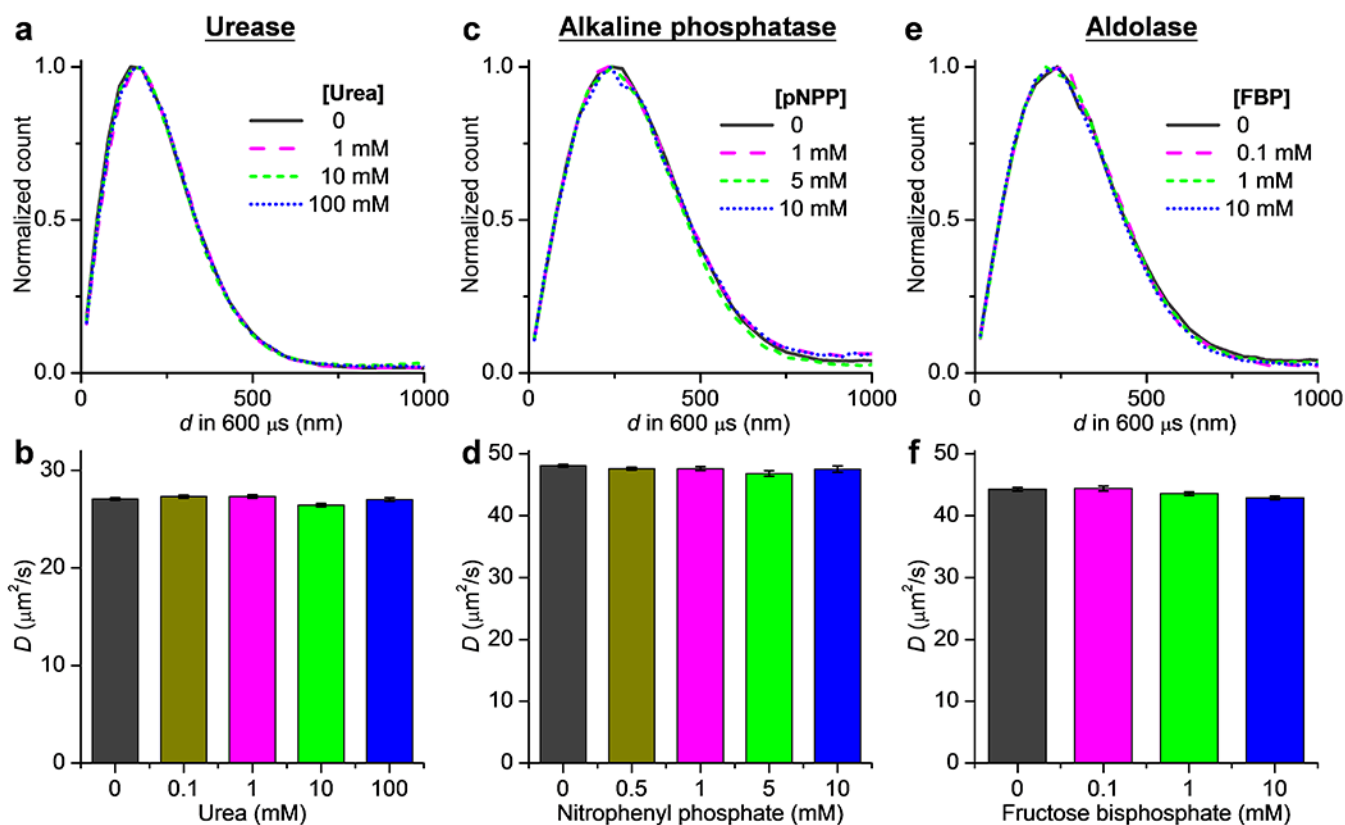 a Urease
[Urea]
0
1 mM
10 mM
100 mM
Normalized count
1.0
0.5
0.0
0 500 1000
d in 600 μs (nm)
b
D (μm²/s)
30
20
10
0
0 0.1 1 10 100
Urea (mM)
c Alkaline phosphatase
[pNPP]
0
1 mM
5 mM
10 mM
Normalized count
1.0
0.5
0.0
0 500 1000
d in 600 μs (nm)
d
D (μm²/s)
50
40
30
20
10
0
0 0.5 1 5 10
Nitrophenyl phosphate (mM)
e Aldolase
[FBP]
0
0.1 mM
1 mM
10 mM
Normalized count
1.0
0.5
0.0
0 500 1000
d in 600 μs (nm)
f
D (μm²/s)
50
40
30
20
10
0
0 0.1 1 10
Fructose bisphosphate (mM)